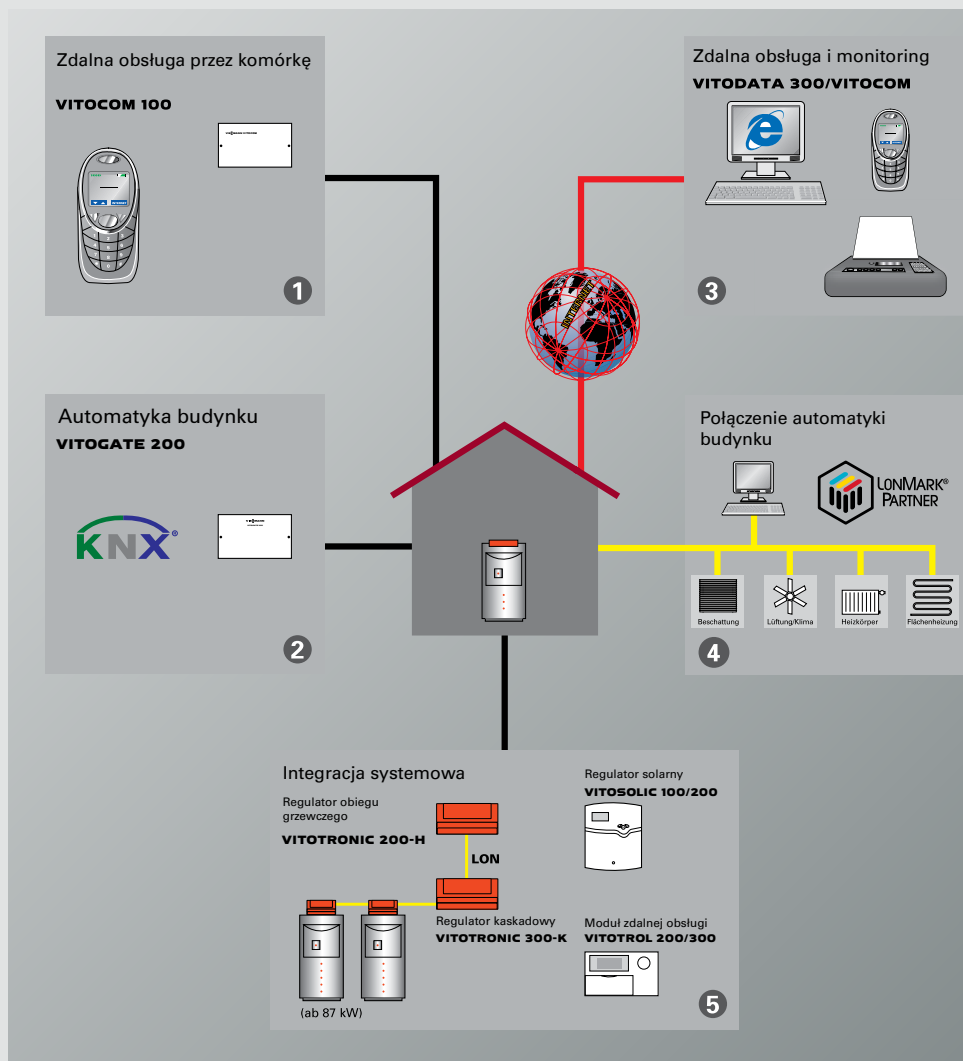 Zdalna obsługa przez komórkę
VITOCOM 100
1
Zdalna obsługa i monitoring
VITODATA 300/VITOCOM
INTERNET
3
Automatyka budynku
VITOGATE 200
KNX®
2
Połączenie automatyki
budynku
LONMARK®
PARTNER
Beschattung
Lüftung/Klima
Heizkörper
Flächenheizung
4
Integracja systemowa
Regulator obiegu
grzewczego
VITOTRONIC 200-H
LON
Regulator kaskadowy
VITOTRONIC 300-K
(ab 87 kW)
Regulator solarny
VITOSOLIC 100/200
Moduł zdalnej obsługi
VITOTROL 200/300
5